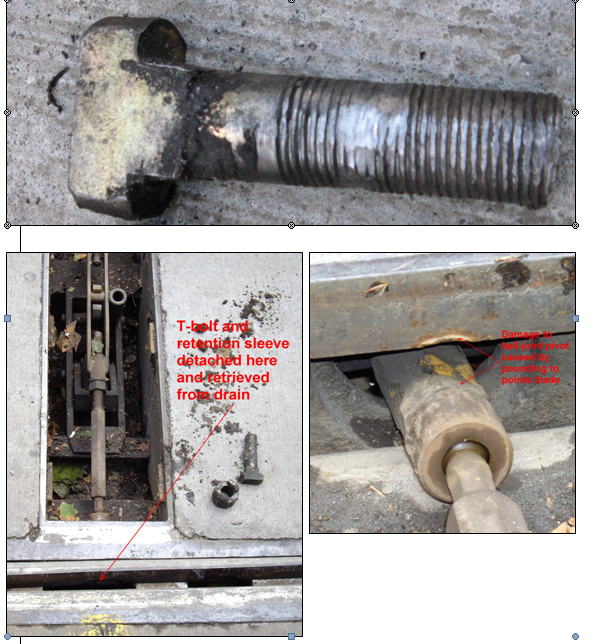 T-bolt and
retention sleeve
detached here
and retrieved
from drain
Damage to
ball-joint pivot
caused by
pounding to
points blade